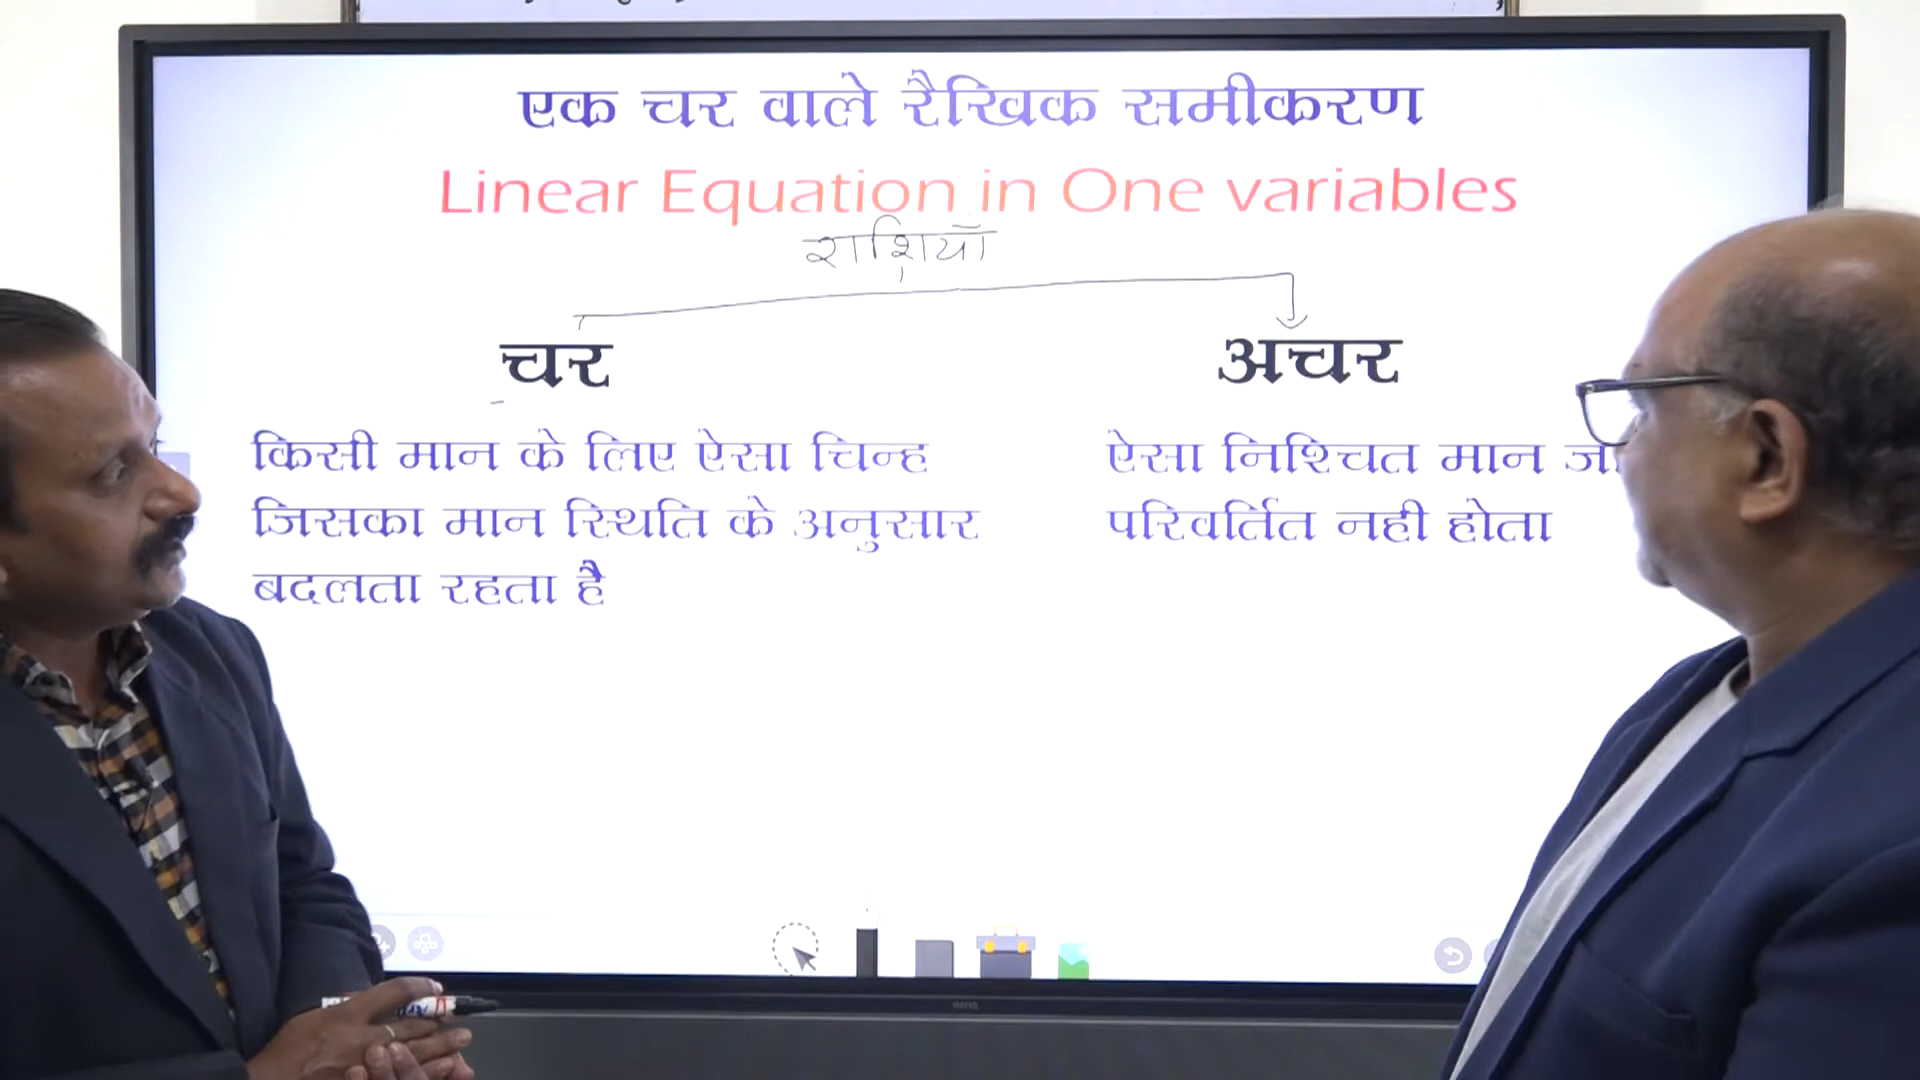 एक चर वाले रैखिक समीकरण
Linear Equation in One variables
राशियाँ
चर
अचर
किसी मान के लिए ऐसा चिन्ह
जिसका मान स्थिति के अनुसार
बदलता रहता है
ऐसा निश्चित मान
परिवर्तित नही होता
BENQ